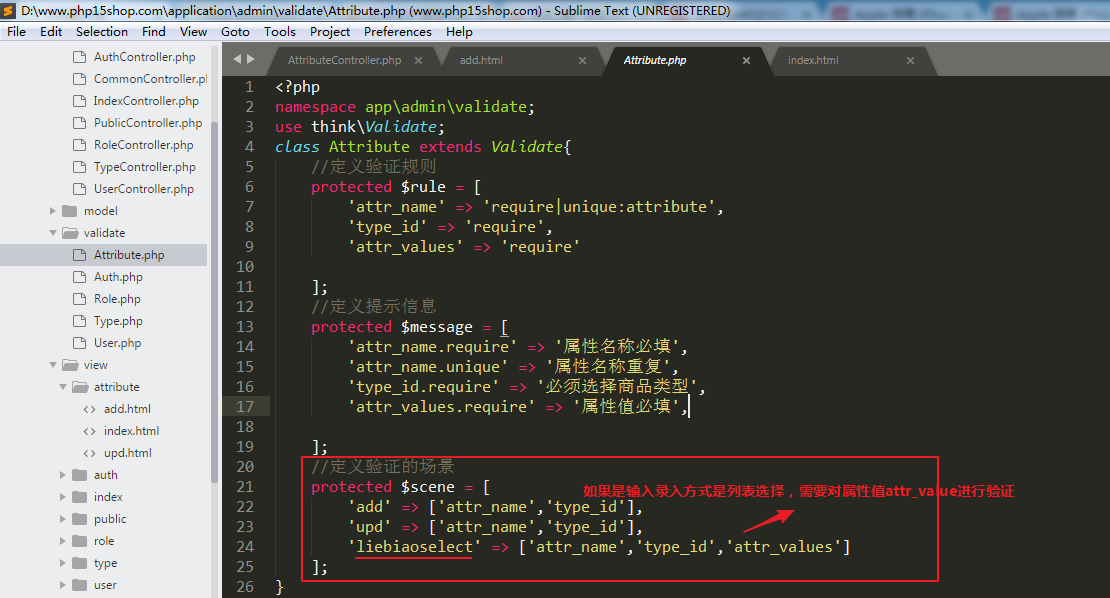 D:\www.php15shop.com\application\admin\validate\Attribute.php (www.php15shop.com) - Sublime Text (UNREGISTERED)
File Edit Selection Find View Goto Tools Project Preferences Help
AuthController.php
CommonController.pl
IndexController.php
PublicController.php
RoleController.php
TypeController.php
UserController.php
model
validate
Attribute.php
Auth.php
Role.php
Type.php
User.php
view
attribute
add.html
index.html
upd.html
auth
index
public
role
type
user
AttributeController.php add.html Attribute.php index.html
1 <?php
2 namespace app\admin\validate;
3 use think\Validate;
4 class Attribute extends Validate{
5 //定义验证规则
6 protected $rule = [
7 'attr_name' => 'require|unique:attribute',
8 'type_id' => 'require',
9 'attr_values' => 'require'
10
11 ];
12 //定义提示信息
13 protected $message = [
14 'attr_name.require' => '属性名称必填',
15 'attr_name.unique' => '属性名称重复',
16 'type_id.require' => '必须选择商品类型',
17 'attr_values.require' => '属性值必填',
18
19 ];
20 //定义验证的场景
21 protected $scene = [
如果是输入录入方式是列表选择，需要对属性值attr_value进行验证
22 'add' => ['attr_name','type_id'],
23 'upd' => ['attr_name','type_id'],
24 'liebiaoselect' => ['attr_name','type_id','attr_values']
25 ];
26 }